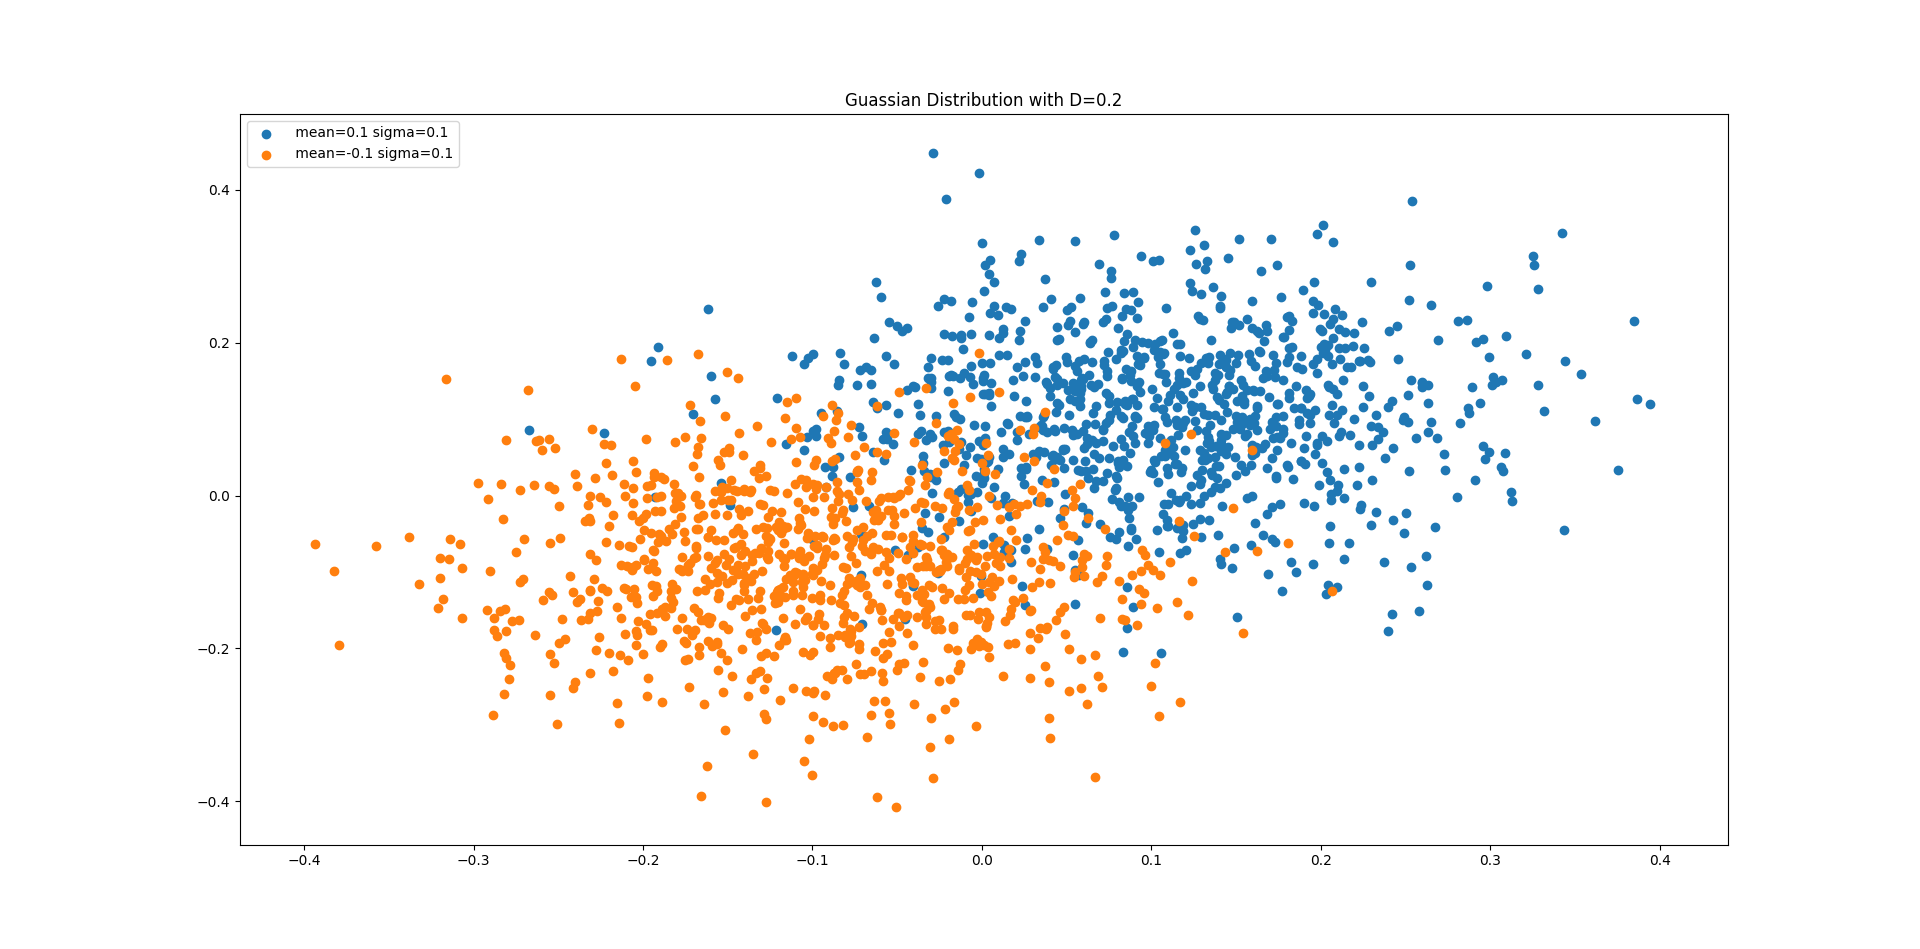 Guassian Distribution with D=0.2
mean=0.1 sigma=0.1
mean=-0.1 sigma=0.1
0.4
0.2
0.0
−0.2
−0.4
−0.4 −0.3 −0.2 −0.1 0.0 0.1 0.2 0.3 0.4